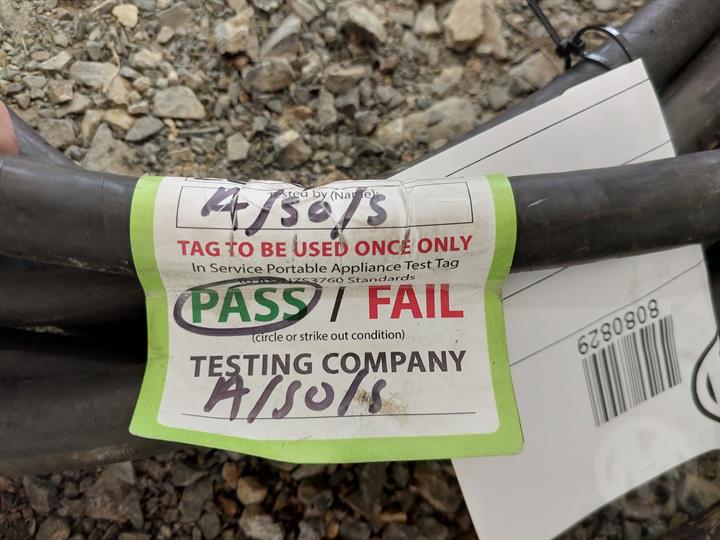 Tested by (Name):
A/SO/S
TAG TO BE USED ONCE ONLY
In Service Portable Appliance Test Tag
3760 Standards
PASS / FAIL
(circle or strike out condition)
TESTING COMPANY
A/SO/S
8080829